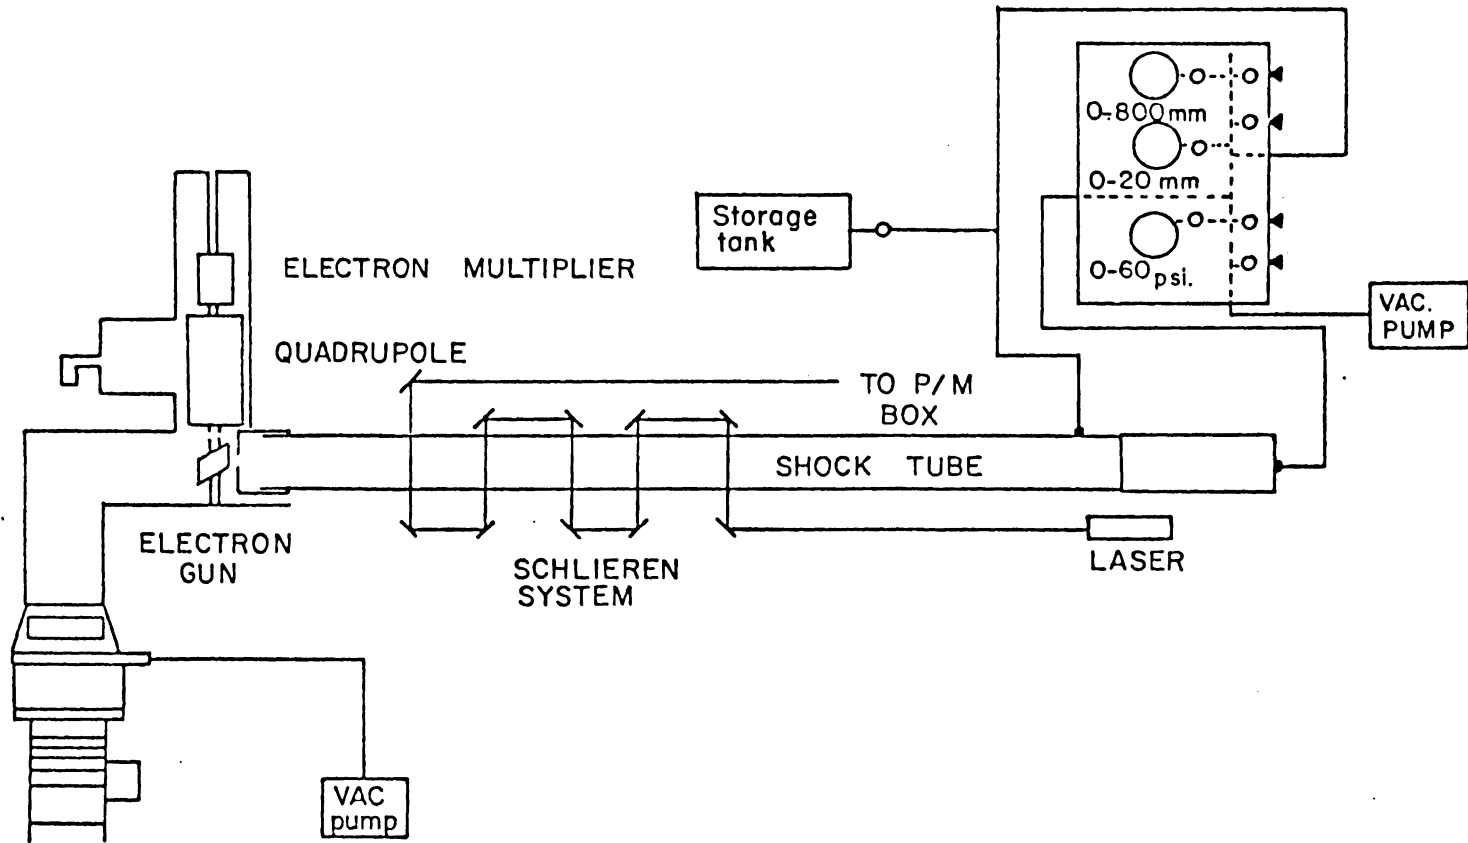 0-800 mm
0-20 mm
0-60 psi.
Storage
tank
VAC.
PUMP
ELECTRON MULTIPLIER
QUADRUPOLE
TO P/M
BOX
SHOCK TUBE
ELECTRON
GUN
SCHLIEREN
SYSTEM
LASER
VAC
pump